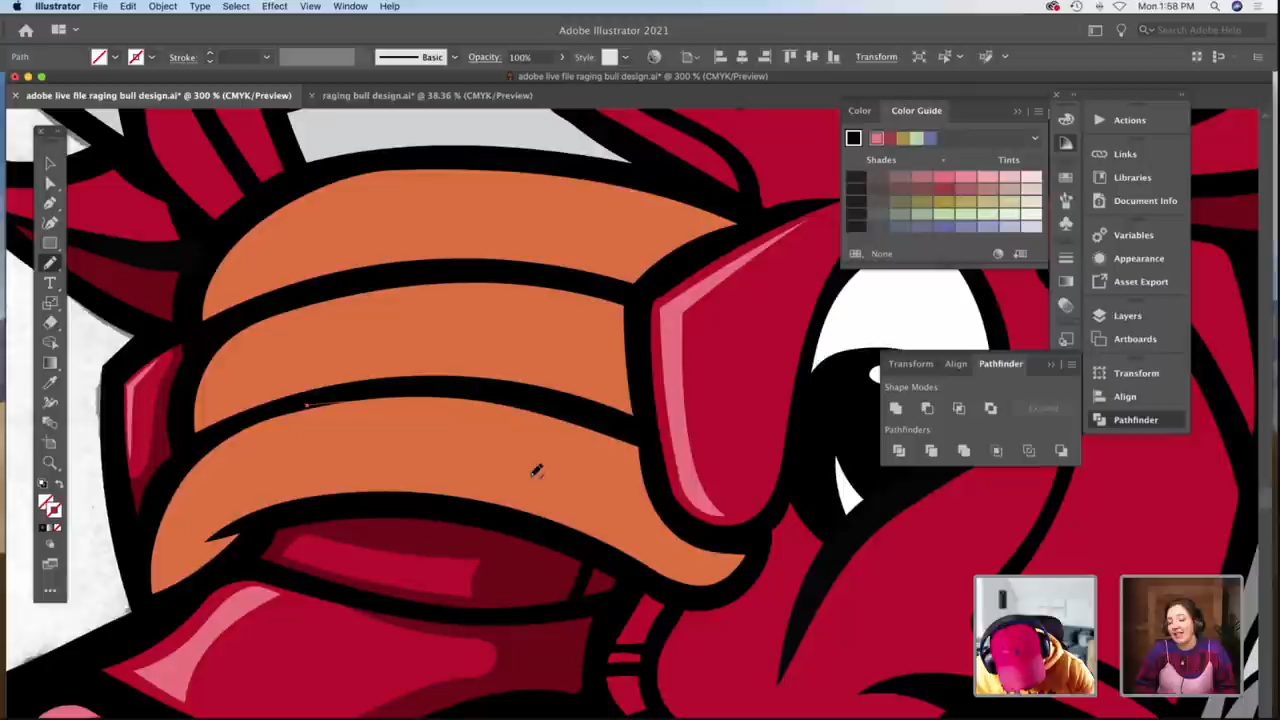 Illustrator File Edit Object Type Select Effect View Window Help Mon 1:58 PM
Adobe Illustrator 2021 Search Adobe Help
Path Stroke: Basic Opacity: 100% Style: Transform
adobe live file raging bull design.ai* @ 300 % (CMYK/Preview)
adobe live file raging bull design.ai* @ 300 % (CMYK/Preview) raging bull design.ai* @ 38.36 % (CMYK/Preview)
Color Color Guide
Shades Tints
None
Transform Align Pathfinder
Shape Modes:
Expand
Pathfinders:
Actions
Links
Libraries
Document Info
Variables
Appearance
Asset Export
Layers
Artboards
Transform
Align
Pathfinder